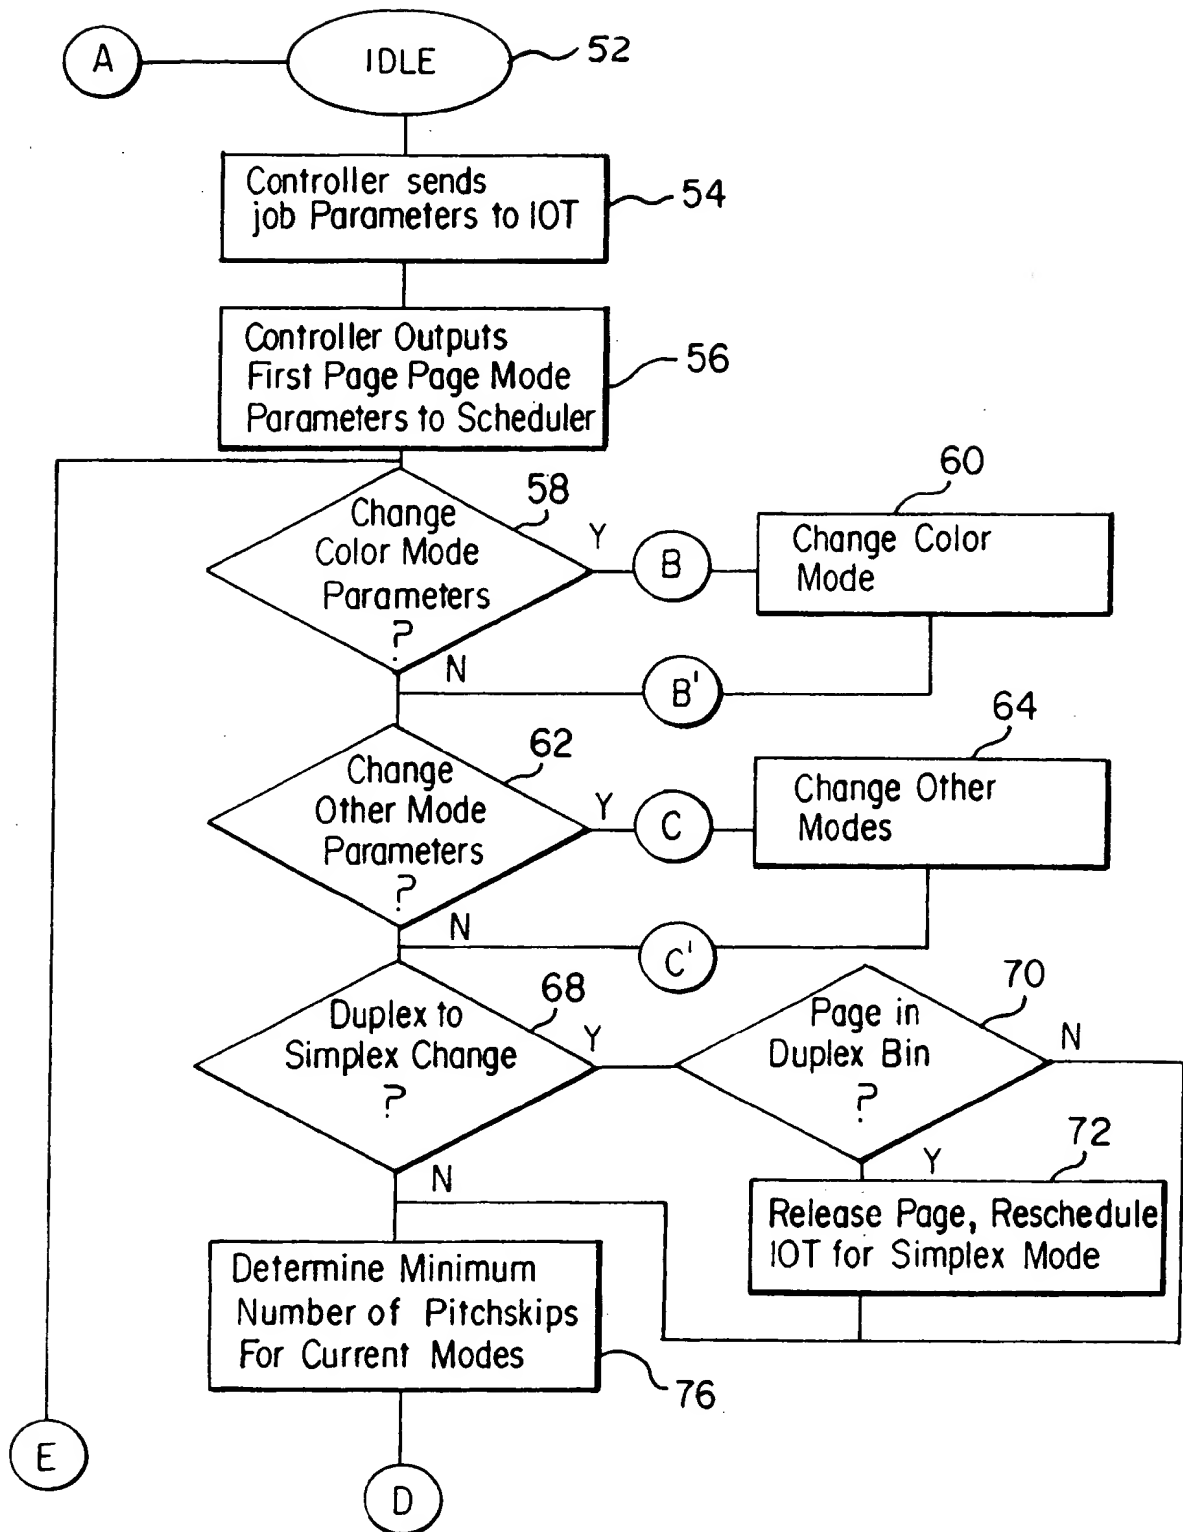 A
IDLE
52
Controller sends
job Parameters to IOT
54
Controller Outputs
First Page Page Mode
Parameters to Scheduler
56
Change
Color Mode
Parameters
?
58
Y
B
60
Change Color
Mode
N
B'
Change
Other Mode
Parameters
?
62
Y
C
64
Change Other
Modes
N
C'
Duplex to
Simplex Change
?
68
Y
Page in
Duplex Bin
?
70
N
Y
72
Release Page, Reschedule
IOT for Simplex Mode
N
Determine Minimum
Number of Pitchskips
For Current Modes
76
E
D